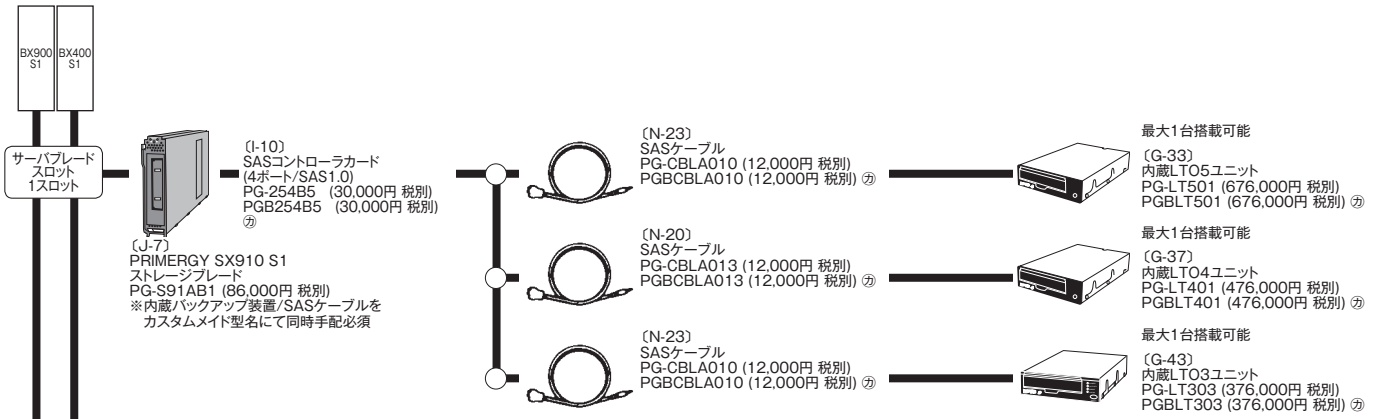 BX900
S1
BX400
S1
サーバブレード
スロット
1スロット
〔J-7〕
PRIMERGY SX910 S1
ストレージブレード
PG-S91AB1 (86,000円 税別)
※内蔵バックアップ装置/SASケーブルを
カスタムメイド型名にて同時手配必須
〔I-10〕
SASコントローラカード
(4ポート/SAS1.0)
PG-254B5 (30,000円 税別)
PGB254B5 (30,000円 税別)
㋕
〔N-23〕
SASケーブル
PG-CBLA010 (12,000円 税別)
PGBCBLA010 (12,000円 税別) ㋕
最大1台搭載可能
〔G-33〕
内蔵LTO5ユニット
PG-LT501 (676,000円 税別)
PGBLT501 (676,000円 税別) ㋕
〔N-20〕
SASケーブル
PG-CBLA013 (12,000円 税別)
PGBCBLA013 (12,000円 税別) ㋕
最大1台搭載可能
〔G-37〕
内蔵LTO4ユニット
PG-LT401 (476,000円 税別)
PGBLT401 (476,000円 税別) ㋕
〔N-23〕
SASケーブル
PG-CBLA010 (12,000円 税別)
PGBCBLA010 (12,000円 税別) ㋕
最大1台搭載可能
〔G-43〕
内蔵LTO3ユニット
PG-LT303 (376,000円 税別)
PGBLT303 (376,000円 税別) ㋕